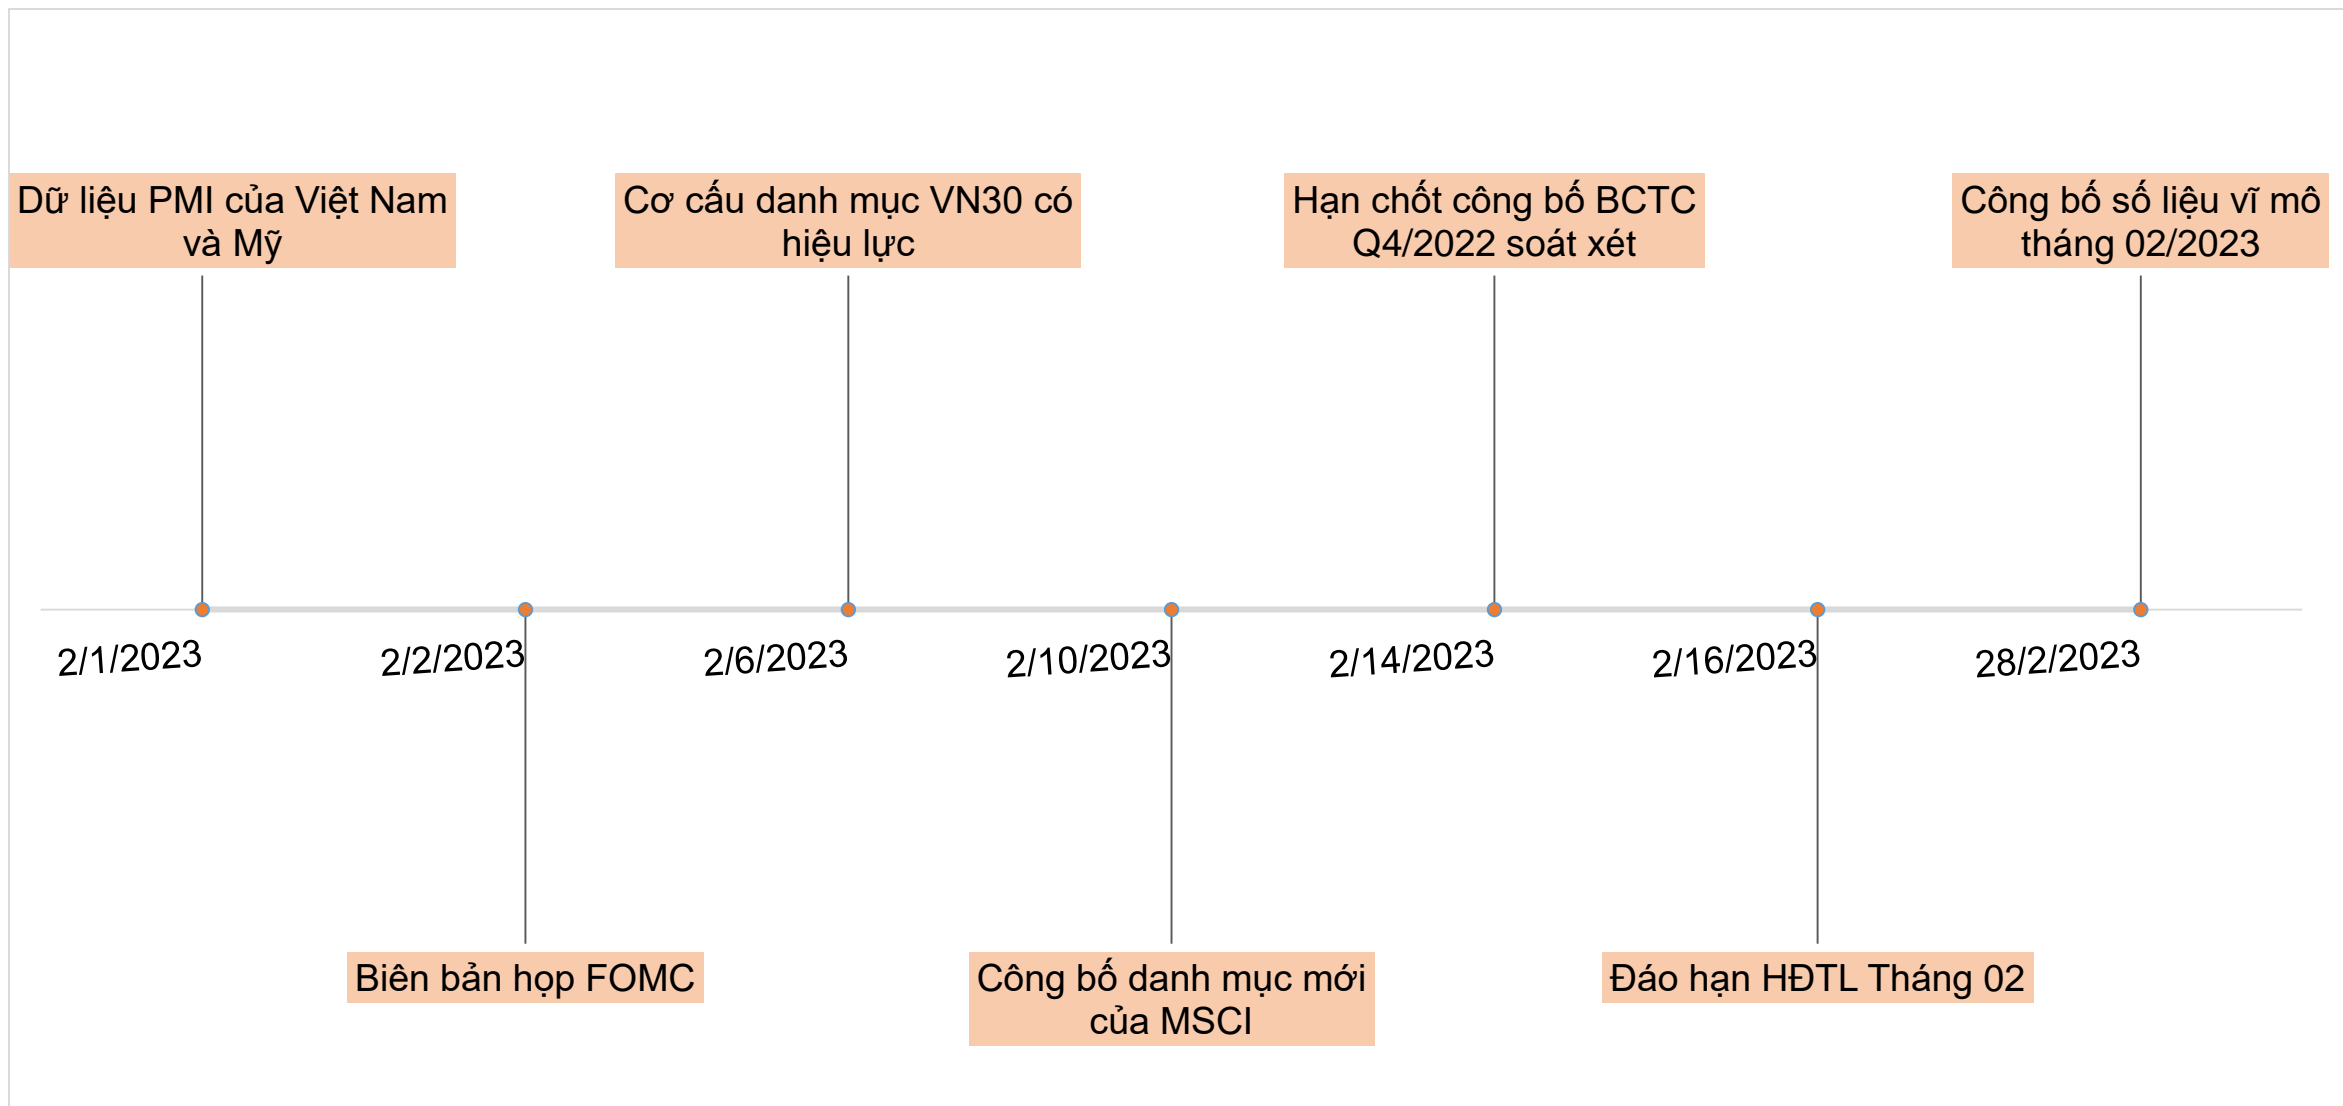 Dữ liệu PMI của Việt Nam
và Mỹ
Cơ cấu danh mục VN30 có
hiệu lực
Hạn chốt công bố BCTC
Q4/2022 soát xét
Công bố số liệu vĩ mô
tháng 02/2023
2/1/2023
2/2/2023
2/6/2023
2/10/2023
2/14/2023
2/16/2023
28/2/2023
Biên bản họp FOMC
Công bố danh mục mới
của MSCI
Đáo hạn HĐTL Tháng 02